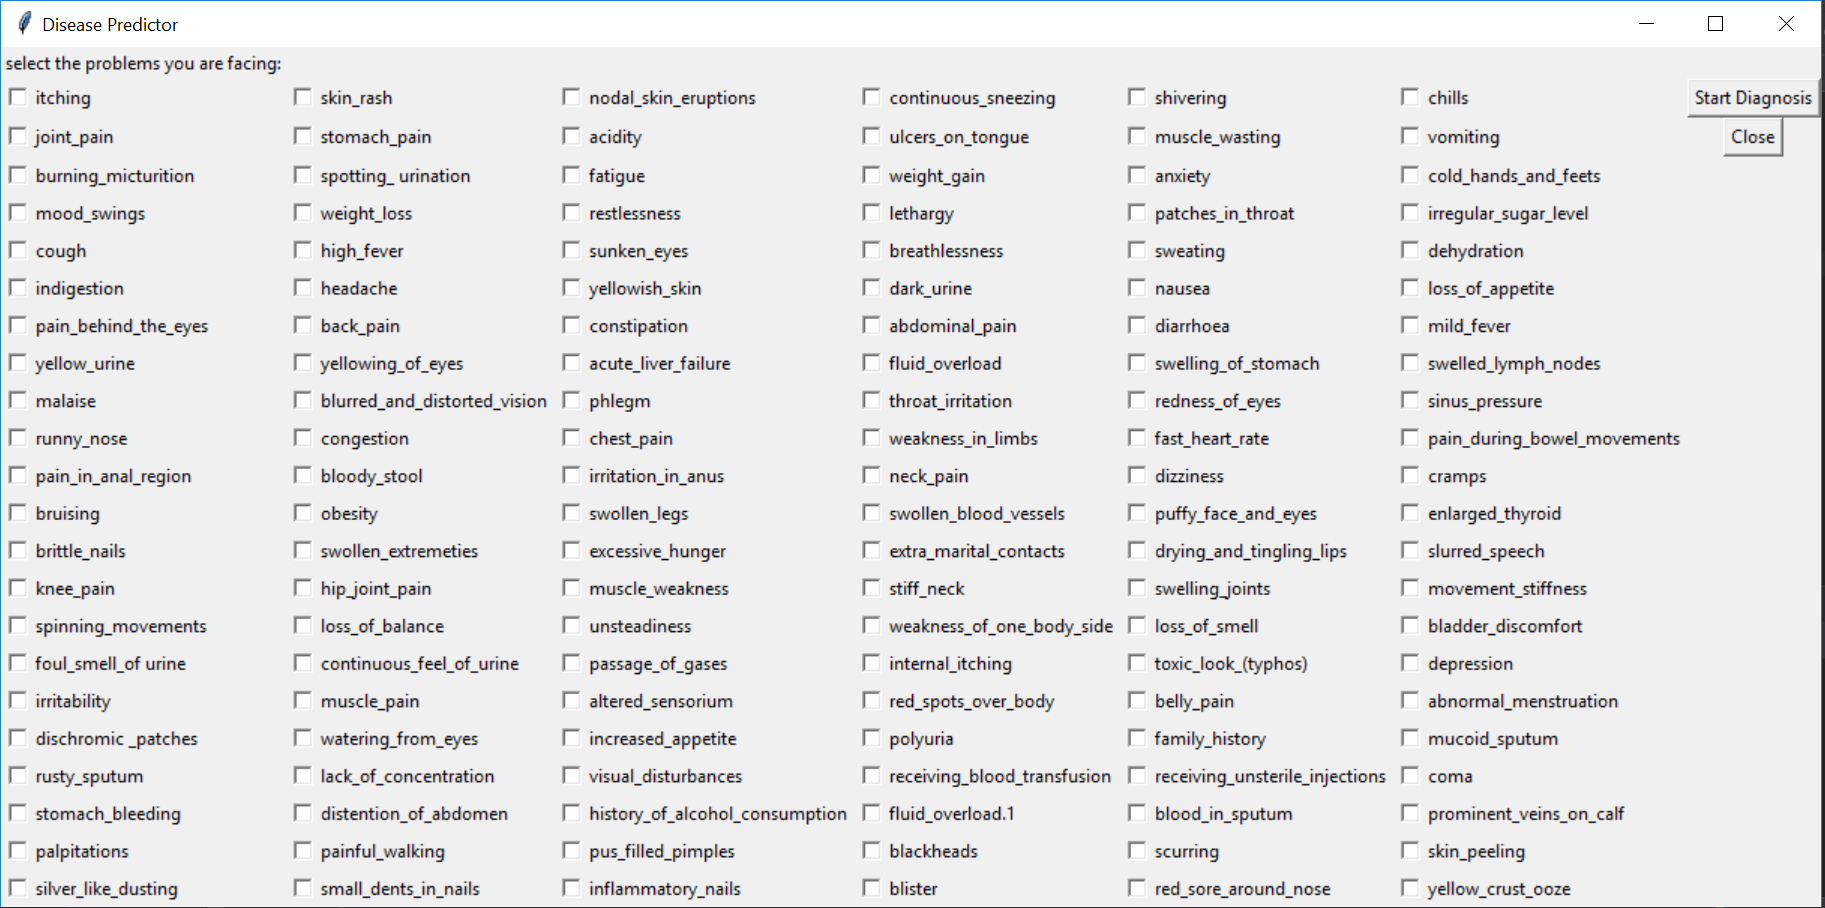 Disease Predictor
select the problems you are facing:
itching skin_rash nodal_skin_eruptions continuous_sneezing shivering chills Start Diagnosis
joint_pain stomach_pain acidity ulcers_on_tongue muscle_wasting vomiting Close
burning_micturition spotting_ urination fatigue weight_gain anxiety cold_hands_and_feets
mood_swings weight_loss restlessness lethargy patches_in_throat irregular_sugar_level
cough high_fever sunken_eyes breathlessness sweating dehydration
indigestion headache yellowish_skin dark_urine nausea loss_of_appetite
pain_behind_the_eyes back_pain constipation abdominal_pain diarrhoea mild_fever
yellow_urine yellowing_of_eyes acute_liver_failure fluid_overload swelling_of_stomach swelled_lymph_nodes
malaise blurred_and_distorted_vision phlegm throat_irritation redness_of_eyes sinus_pressure
runny_nose congestion chest_pain weakness_in_limbs fast_heart_rate pain_during_bowel_movements
pain_in_anal_region bloody_stool irritation_in_anus neck_pain dizziness cramps
bruising obesity swollen_legs swollen_blood_vessels puffy_face_and_eyes enlarged_thyroid
brittle_nails swollen_extremeties excessive_hunger extra_marital_contacts drying_and_tingling_lips slurred_speech
knee_pain hip_joint_pain muscle_weakness stiff_neck swelling_joints movement_stiffness
spinning_movements loss_of_balance unsteadiness weakness_of_one_body_side loss_of_smell bladder_discomfort
foul_smell_of urine continuous_feel_of_urine passage_of_gases internal_itching toxic_look_(typhos) depression
irritability muscle_pain altered_sensorium red_spots_over_body belly_pain abnormal_menstruation
dischromic _patches watering_from_eyes increased_appetite polyuria family_history mucoid_sputum
rusty_sputum lack_of_concentration visual_disturbances receiving_blood_transfusion receiving_unsterile_injections coma
stomach_bleeding distention_of_abdomen history_of_alcohol_consumption fluid_overload.1 blood_in_sputum prominent_veins_on_calf
palpitations painful_walking pus_filled_pimples blackheads scurring skin_peeling
silver_like_dusting small_dents_in_nails inflammatory_nails blister red_sore_around_nose yellow_crust_ooze